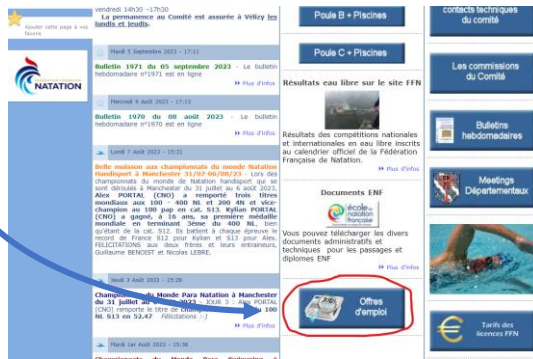 vendredi 14h30 -17h30
La permanence au Comité est assurée à Vélizy les
lundis et jeudis.
Ajouter cette page à vos
favoris
NATATION
Mardi 5 Septembre 2023 - 17:11
Bulletin 1971 du 05 septembre 2023 - Le bulletin
hebdomadaire n°1971 est en ligne
Plus d'infos
Mercredi 9 Août 2023 - 17:13
Bulletin 1970 du 08 août 2023 - Le bulletin
hebdomadaire n°1970 est en ligne
Plus d'infos
Lundi 7 Août 2023 - 15:21
Belle moisson aux championnats du monde Natation
Handisport à Manchester 31/07-06/08/23 - Lors des
championnats du monde de Natation handisport qui se
sont déroulés à Manchester du 31 juillet au 6 août 2023,
Alex PORTAL (CNO) a remporté trois titres
mondiaux aux 100 - 400 NL et 200 4N et vice-
champion au 100 pap en cat. S13. Kylian PORTAL
(CNO) a gagné, à 16 ans, sa première médaille
mondiale en terminant 3ème du 400 NL, bien
qu'étant de la cat. S12. Ils battent à chaque épreuve le
record de France S12 pour Kylian et S13 pour Alex.
FELICITATIONS aux deux frères et leurs entraineurs,
Guillaume BENOIST et Nicolas LEBRE.
Jeudi 3 Août 2023 - 15:28
Championnats du Monde Para Natation à Manchester
du 31 juillet au 2023 - JOUR 3 : Alex PORTAL
(CNO) remporte le titre de du 100
NL S13 en 52.47 Félicitations :-)
Plus d'infos
Mardi 1er Août 2023 - 15:38
Poule B + Piscines
Poule C + Piscines
Résultats eau libre sur le site FFN
Résultats des compétitions nationales
et internationales en eau libre inscrits
au calendrier officiel de la Fédération
Française de Natation.
Plus d'infos
Documents ENF
école de
natation
française
Vous pouvez télécharger les divers
documents administratifs et
techniques pour les passages et
diplomes ENF
Plus d'infos
Offres
d'emploi
contacts techniques
du comité
Les commissions
du Comité
Bulletins
hebdomadaires
Meetings
Départementaux
Tarifs des
licences FFN